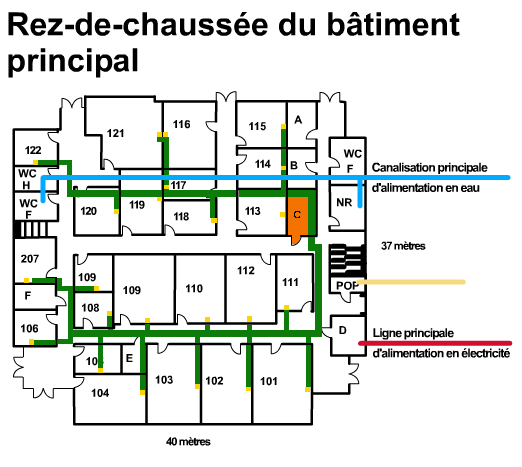 Rez-de-chaussée du bâtiment
principal
116
121
115
A
122
WC
F
114
B
Canalisation principale
WC
H
117
d'alimentation en eau
WC
F
120
119
118
113
C
NR
207
37 mètres
112
109
109
110
111
POP
F
108
106
D
Ligne principale
d'alimentation en électricité
10
E
104
103
102
101
40 mètres